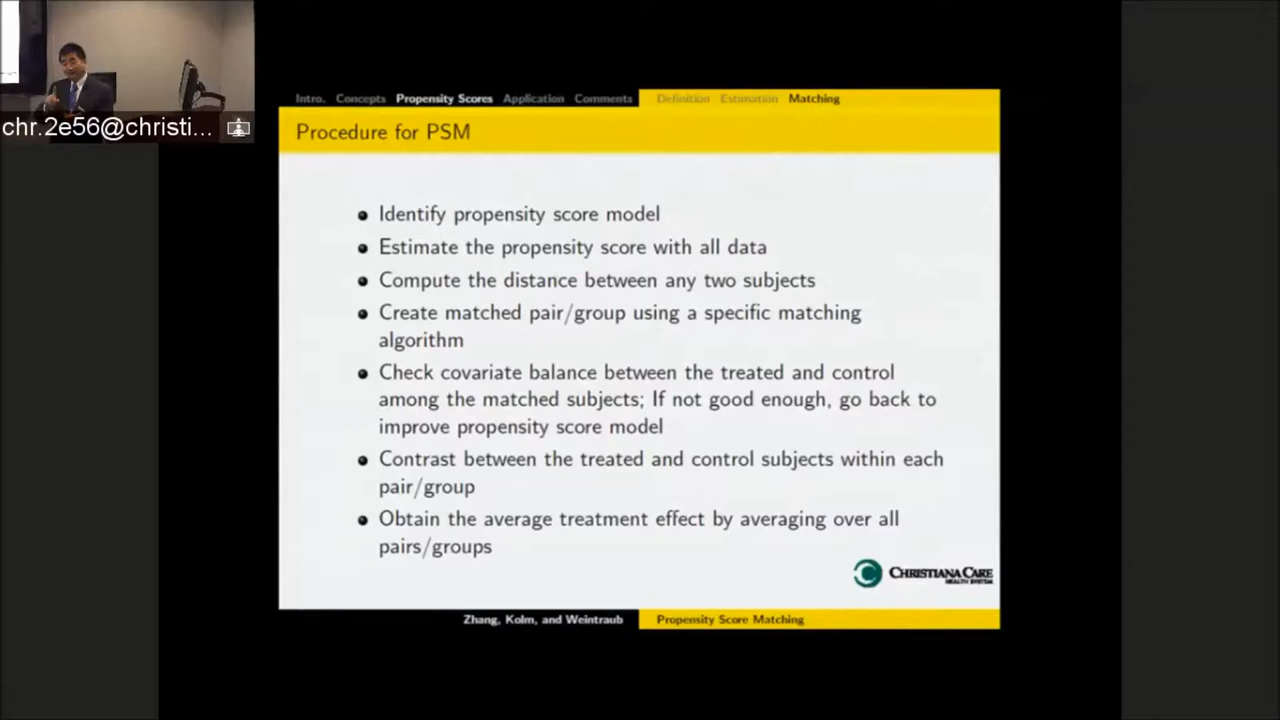 chr.2e56@christi...
Intro. Concepts Propensity Scores Application Comments Definition Estimation Matching
Procedure for PSM
Identify propensity score model
Estimate the propensity score with all data
Compute the distance between any two subjects
Create matched pair/group using a specific matching
algorithm
Check covariate balance between the treated and control
among the matched subjects; If not good enough, go back to
improve propensity score model
Contrast between the treated and control subjects within each
pair/group
Obtain the average treatment effect by averaging over all
pairs/groups
CHRISTIANA CARE
HEALTH SYSTEM
Zhang, Kolm, and Weintraub Propensity Score Matching